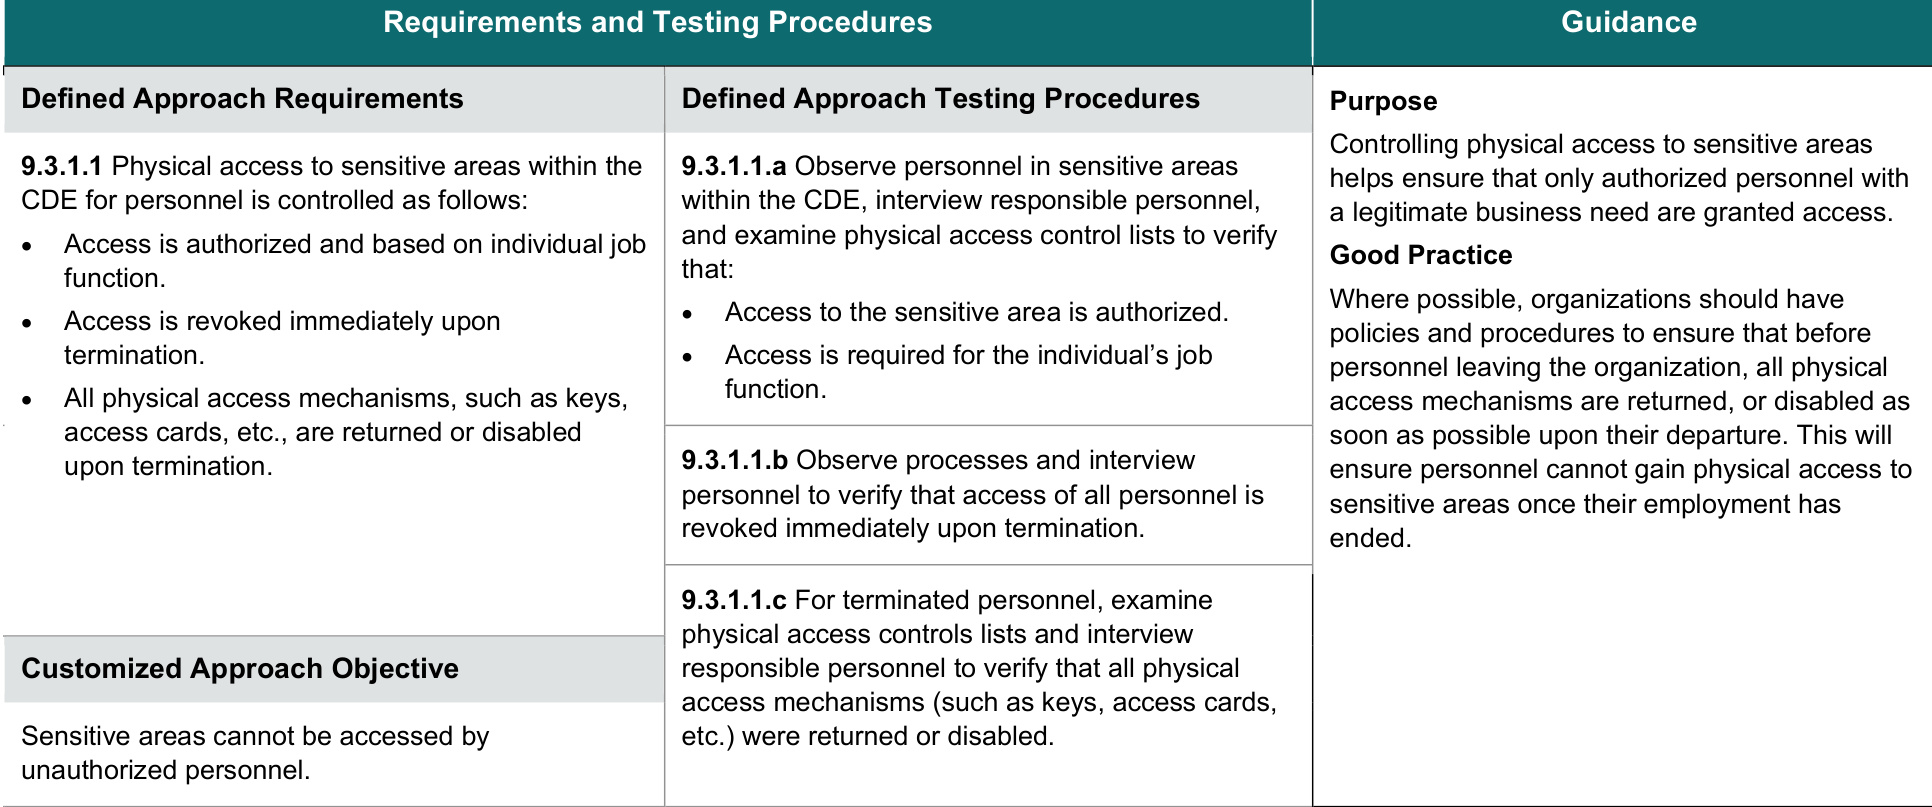 Requirements and Testing Procedures
Guidance
Defined Approach Requirements
9.3.1.1 Physical access to sensitive areas within the
CDE for personnel is controlled as follows:
• Access is authorized and based on individual job
function.
• Access is revoked immediately upon
termination.
• All physical access mechanisms, such as keys,
access cards, etc., are returned or disabled
upon termination.
Customized Approach Objective
Sensitive areas cannot be accessed by
unauthorized personnel.
Defined Approach Testing Procedures
9.3.1.1.a Observe personnel in sensitive areas
within the CDE, interview responsible personnel,
and examine physical access control lists to verify
that:
• Access to the sensitive area is authorized.
• Access is required for the individual’s job
function.
9.3.1.1.b Observe processes and interview
personnel to verify that access of all personnel is
revoked immediately upon termination.
9.3.1.1.c For terminated personnel, examine
physical access controls lists and interview
responsible personnel to verify that all physical
access mechanisms (such as keys, access cards,
etc.) were returned or disabled.
Purpose
Controlling physical access to sensitive areas
helps ensure that only authorized personnel with
a legitimate business need are granted access.
Good Practice
Where possible, organizations should have
policies and procedures to ensure that before
personnel leaving the organization, all physical
access mechanisms are returned, or disabled as
soon as possible upon their departure. This will
ensure personnel cannot gain physical access to
sensitive areas once their employment has
ended.